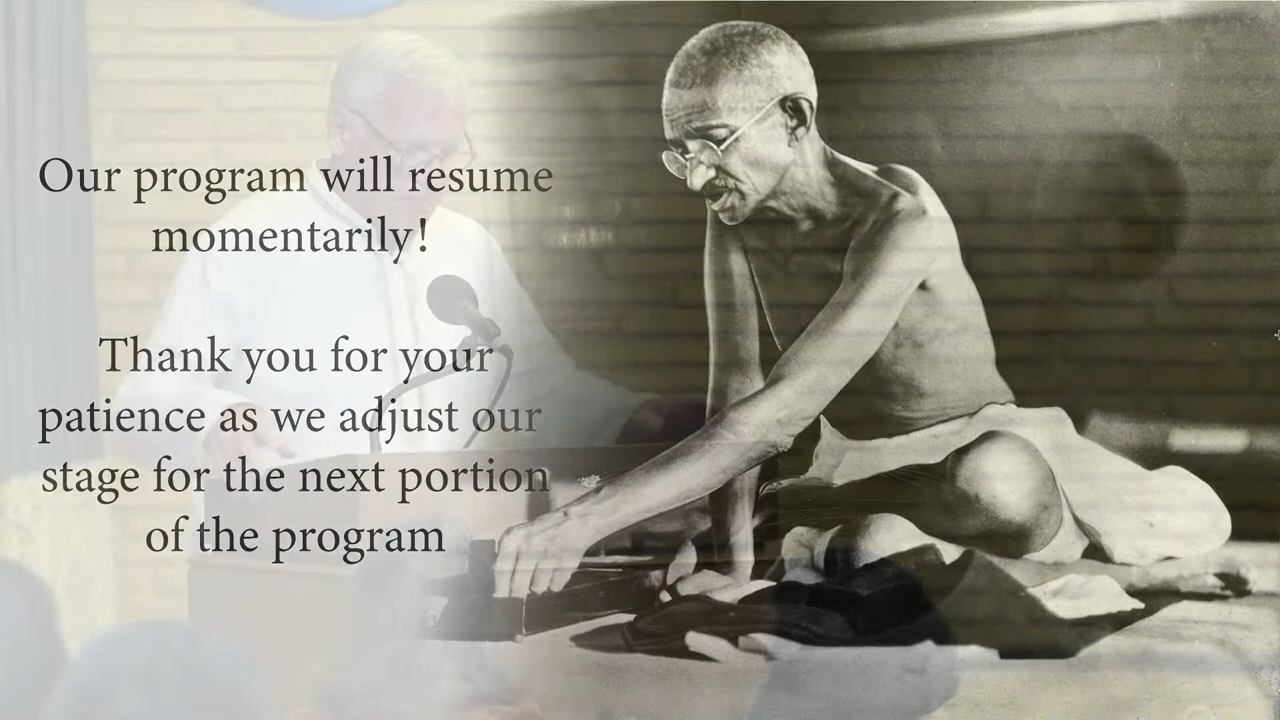 Our program will resume
momentarily!
Thank you for your
patience as we adjust our
stage for the next portion
of the program